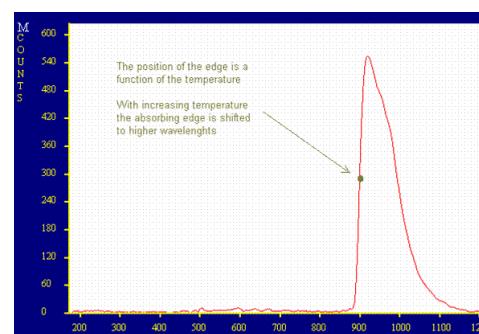 M
C
O
U
N
T
S
600
540
480
420
360
300
240
180
120
60
0
The position of the edge is a
function of the temperature
With increasing temperature
the absorbing edge is shifted
to higher wavelenghts
200 300 400 500 600 700 800 900 1000 1100